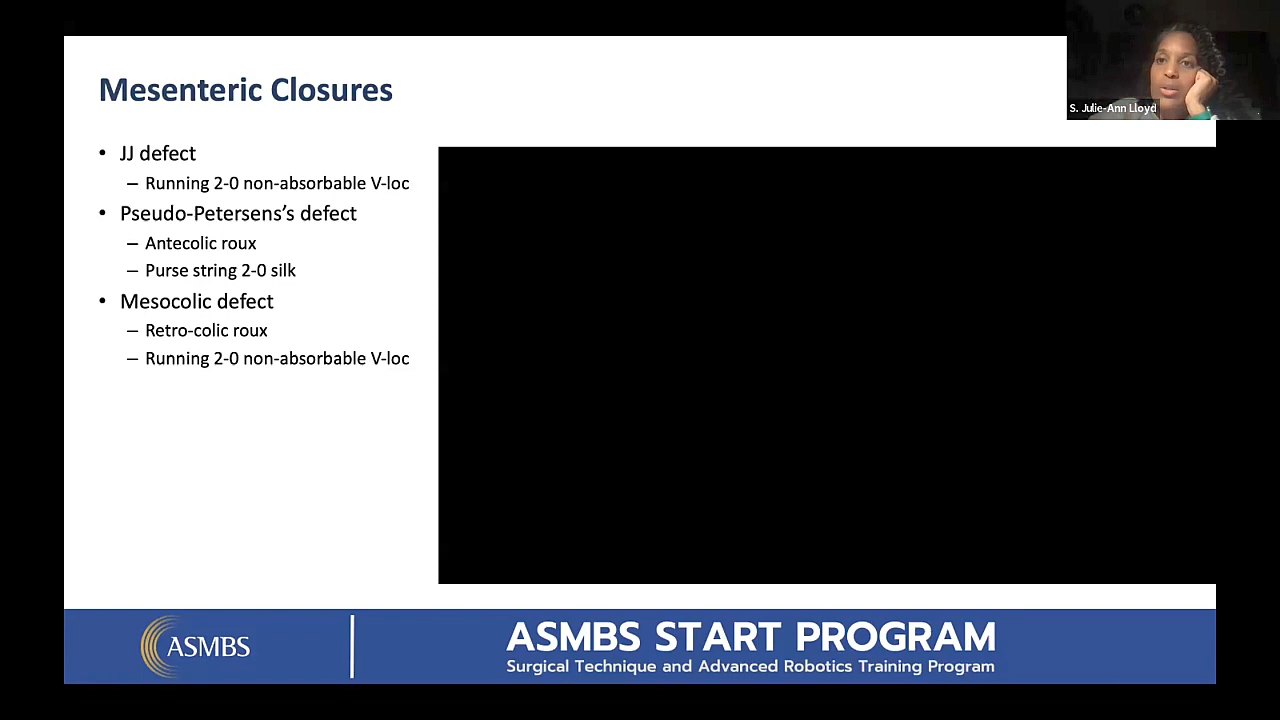 Mesenteric Closures
S. Julie-Ann Lloyd
• JJ defect
– Running 2-0 non-absorbable V-loc
• Pseudo-Petersens’s defect
– Antecolic roux
– Purse string 2-0 silk
• Mesocolic defect
– Retro-colic roux
– Running 2-0 non-absorbable V-loc
ASMBS
ASMBS START PROGRAM
Surgical Technique and Advanced Robotics Training Program